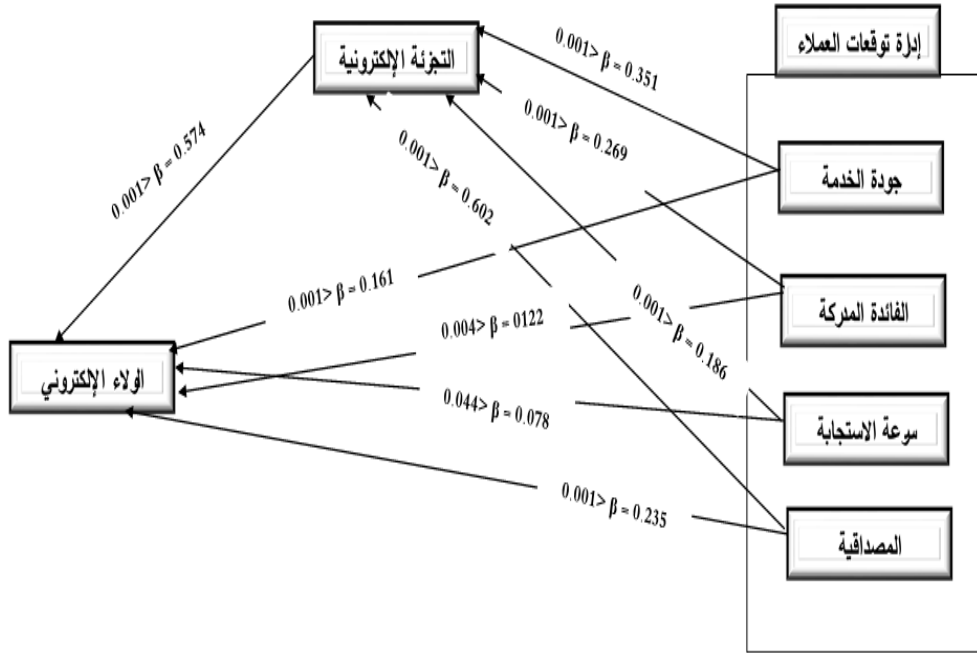 إدارة توقعات العملاء
التجزئة الإلكترونية
0.001> β = 0.351
0.001> β = 0.269
0.001> β = 0.574
0.001> β = 0.602
جودة الخدمة
0.001> β = 0.161
الفائدة المدركة
0.004> β = 0122
0.001> β = 0.186
الولاء الإلكتروني
0.044> β = 0.078
سرعة الاستجابة
0.001> β = 0.235
المصداقية